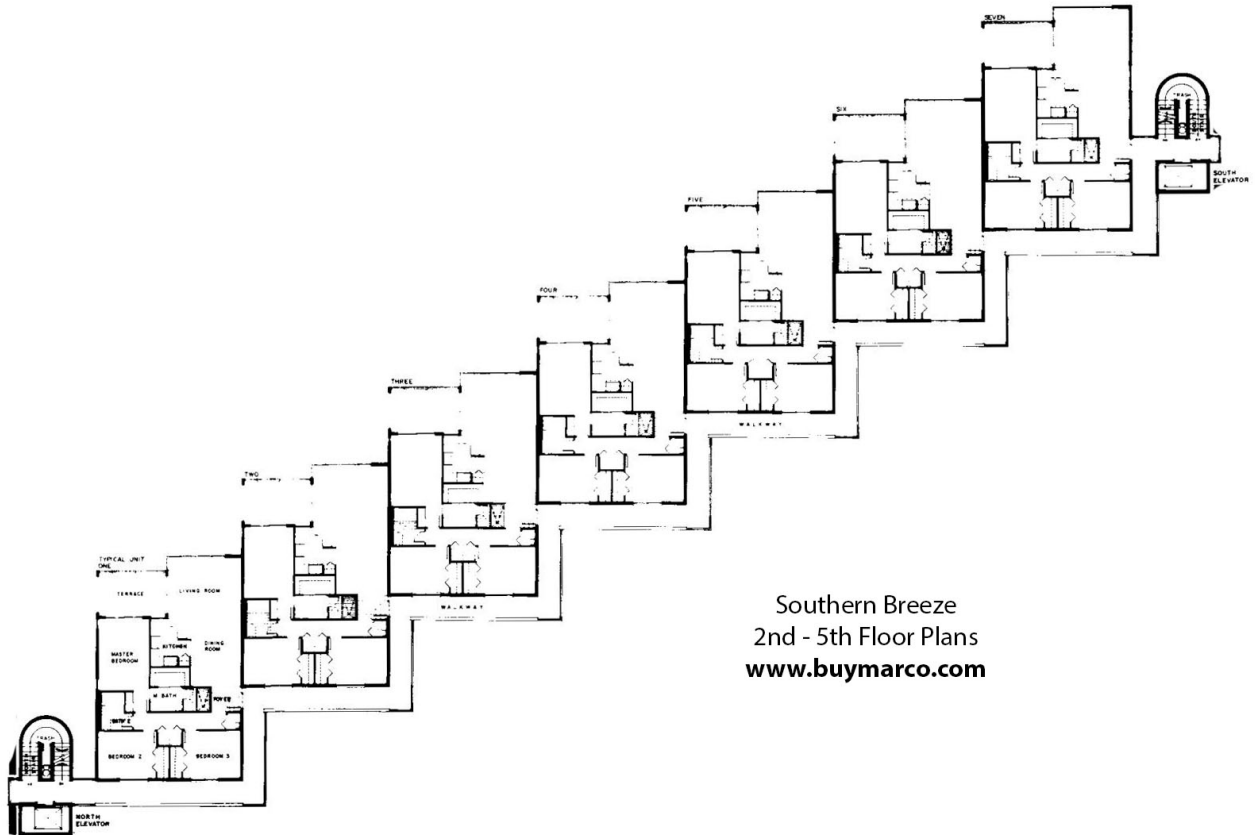 SEVEN
TRASH
SOUTH
ELEVATOR
SIX
FIVE
FOUR
WALKWAY
THREE
TWO
TYPICAL UNIT
ONE
TERRACE
LIVING ROOM
WALKWAY
MASTER
BEDROOM
KITCHEN
DINING
ROOM
M. BATH
FOYER
BEDROOM 2
BEDROOM 3
TRASH
NORTH
ELEVATOR
Southern Breeze
2nd - 5th Floor Plans
www.buymarco.com